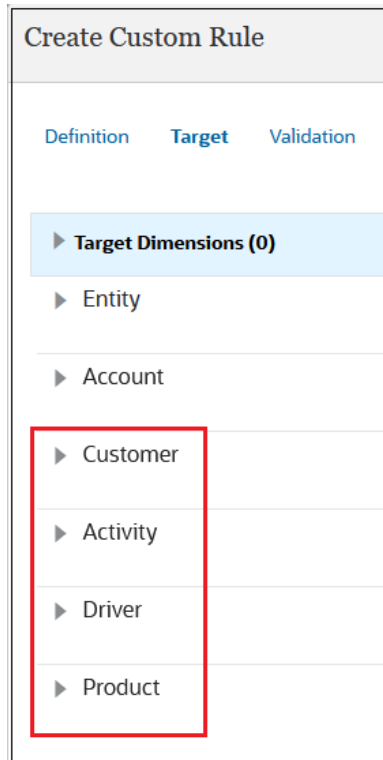 Create Custom Rule
Definition Target Validation
Target Dimensions (0)
Entity
Account
Customer
Activity
Driver
Product